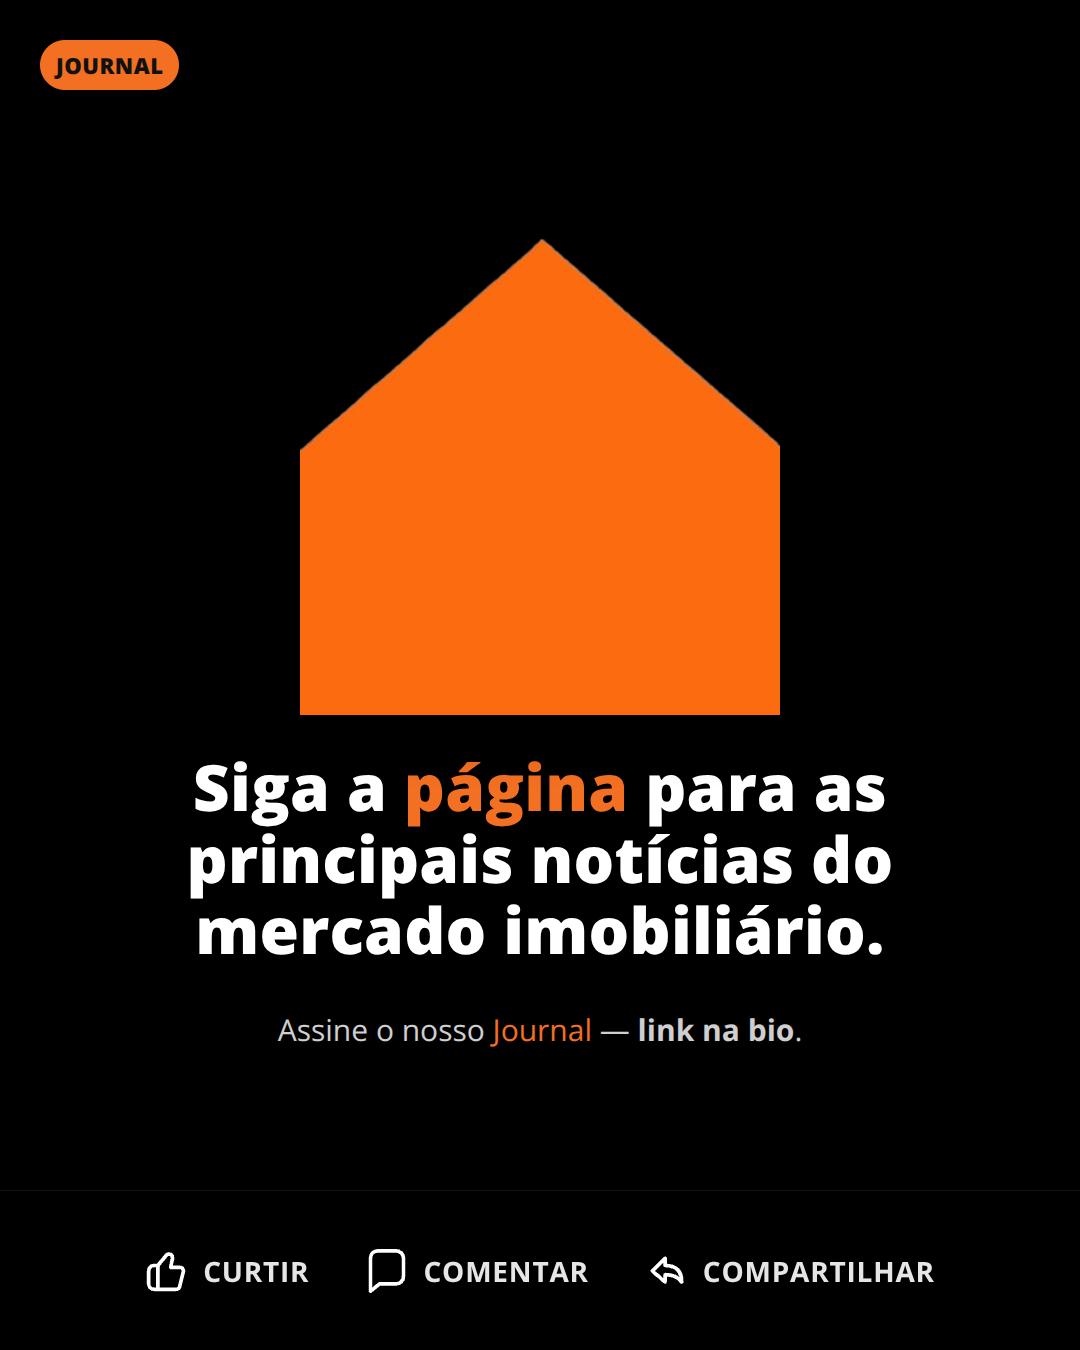 JOURNAL
Siga a página para as
principais notícias do
mercado imobiliário.
Assine o nosso Journal — link na bio.
CURTIR COMENTAR COMPARTILHAR